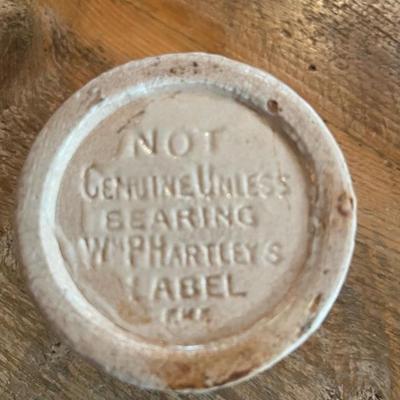 NOT
GENUINE UNLESS
BEARING
WM P HARTLEY'S
LABEL